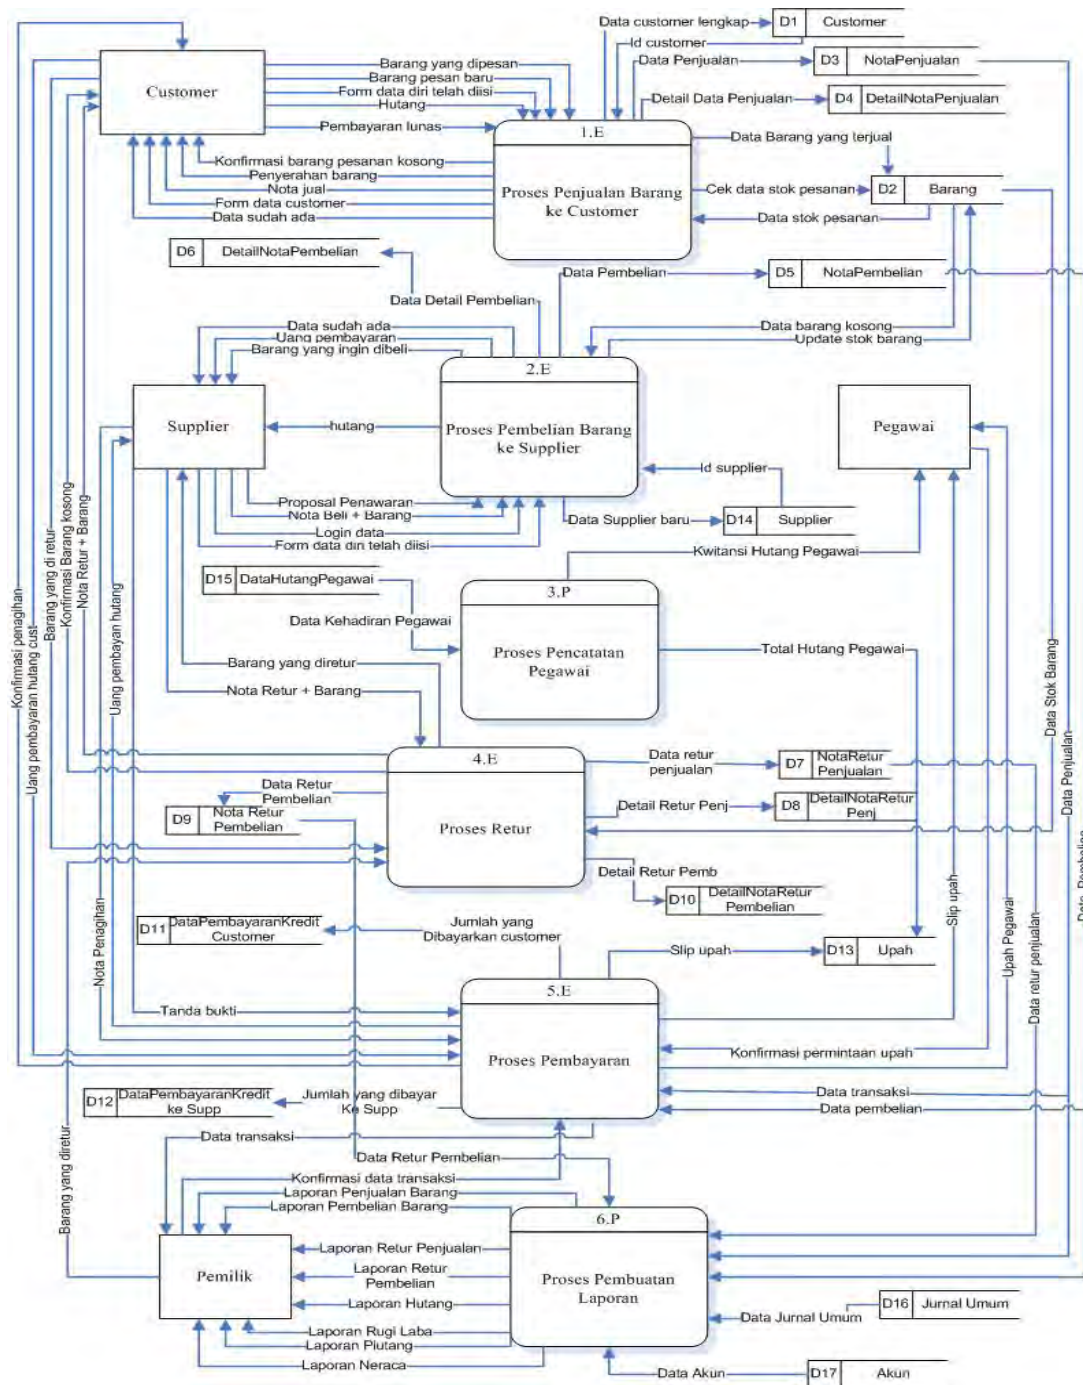 Data customer lengkap
D1 Customer
Id customer
Data Penjualan
D3 NotaPenjualan
Customer
Barang yang dipesan
Barang pesan baru
Form data diri telah diisi
Hutang
Pembayaran lunas
Detail Data Penjualan
D4 DetailNotaPenjualan
1.E
Proses Penjualan Barang
ke Customer
Data Barang yang terjual
Konfirmasi barang pesanan kosong
Penyerahan barang
Nota jual
Form data customer
Data sudah ada
Cek data stok pesanan
D2 Barang
Data stok pesanan
D6 DetailNotaPembelian
Data Pembelian
D5 NotaPembelian
Data Detail Pembelian
Data sudah ada
Uang pembayaran
Barang yang ingin dibeli
Data barang kosong
Update stok barang
2.E
Proses Pembelian Barang
ke Supplier
Supplier
hutang
Pegawai
Id supplier
Proposal Penawaran
Nota Beli + Barang
Login data
Form data diri telah diisi
Data Supplier baru
D14 Supplier
Kwitansi Hutang Pegawai
D15 DataHutangPegawai
3.P
Proses Pencatatan
Pegawai
Data Kehadiran Pegawai
Total Hutang Pegawai
Barang yang diretur
Nota Retur + Barang
Konfirmasi penagihan
Uang pembayaran hutang cust
Barang yang di retur
Konfirmasi Barang kosong
Nota Retur + Barang
Uang pembayan hutang
Data Stok Barang
Data Penjualan
4.E
Proses Retur
Data retur
penjualan
D7 NotaRetur
Penjualan
Data Retur
Pembelian
D9 Nota Retur
Pembelian
Detail Retur Penj
D8 DetailNotaRetur
Penj
Detail Retur Pemb
D10 DetailNotaRetur
Pembelian
Data Pembelian
Nota Penagihan
Slip upah
Upah Pegawai
Data retur penjualan
D11 DataPembayaranKredit
Customer
Jumlah yang
Dibayarkan customer
Slip upah
D13 Upah
5.E
Proses Pembayaran
Tanda bukti
Konfirmasi permintaan upah
D12 DataPembayaranKredit
ke Supp
Jumlah yang dibayar
Ke Supp
Data transaksi
Data pembelian
Data transaksi
Data Retur Pembelian
Konfirmasi data transaksi
Laporan Penjualan Barang
Laporan Pembelian Barang
Barang yang diretur
6.P
Proses Pembuatan
Laporan
Pemilik
Laporan Retur Penjualan
Laporan Retur
Pembelian
Laporan Hutang
Laporan Rugi Laba
Laporan Piutang
Laporan Neraca
Data Jurnal Umum
D16 Jurnal Umum
Data Akun
D17 Akun